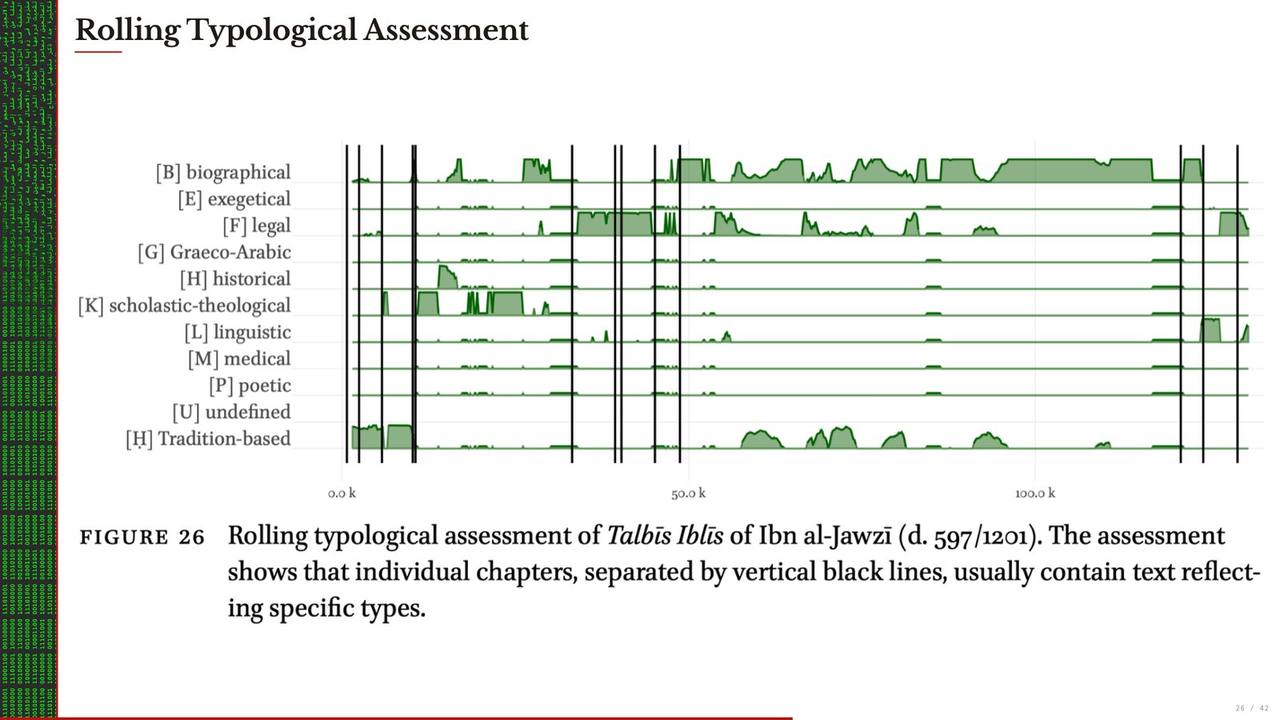 Rolling Typological Assessment
[B] biographical
[E] exegetical
[F] legal
[G] Graeco-Arabic
[H] historical
[K] scholastic-theological
[L] linguistic
[M] medical
[P] poetic
[U] undefined
[Ḥ] Tradition-based
0.0 k 50.0 k 100.0 k
FIGURE 26 Rolling typological assessment of Talbīs Iblīs of Ibn al-Jawzī (d. 597/1201). The assessment
shows that individual chapters, separated by vertical black lines, usually contain text reflect-
ing specific types.
26 / 42